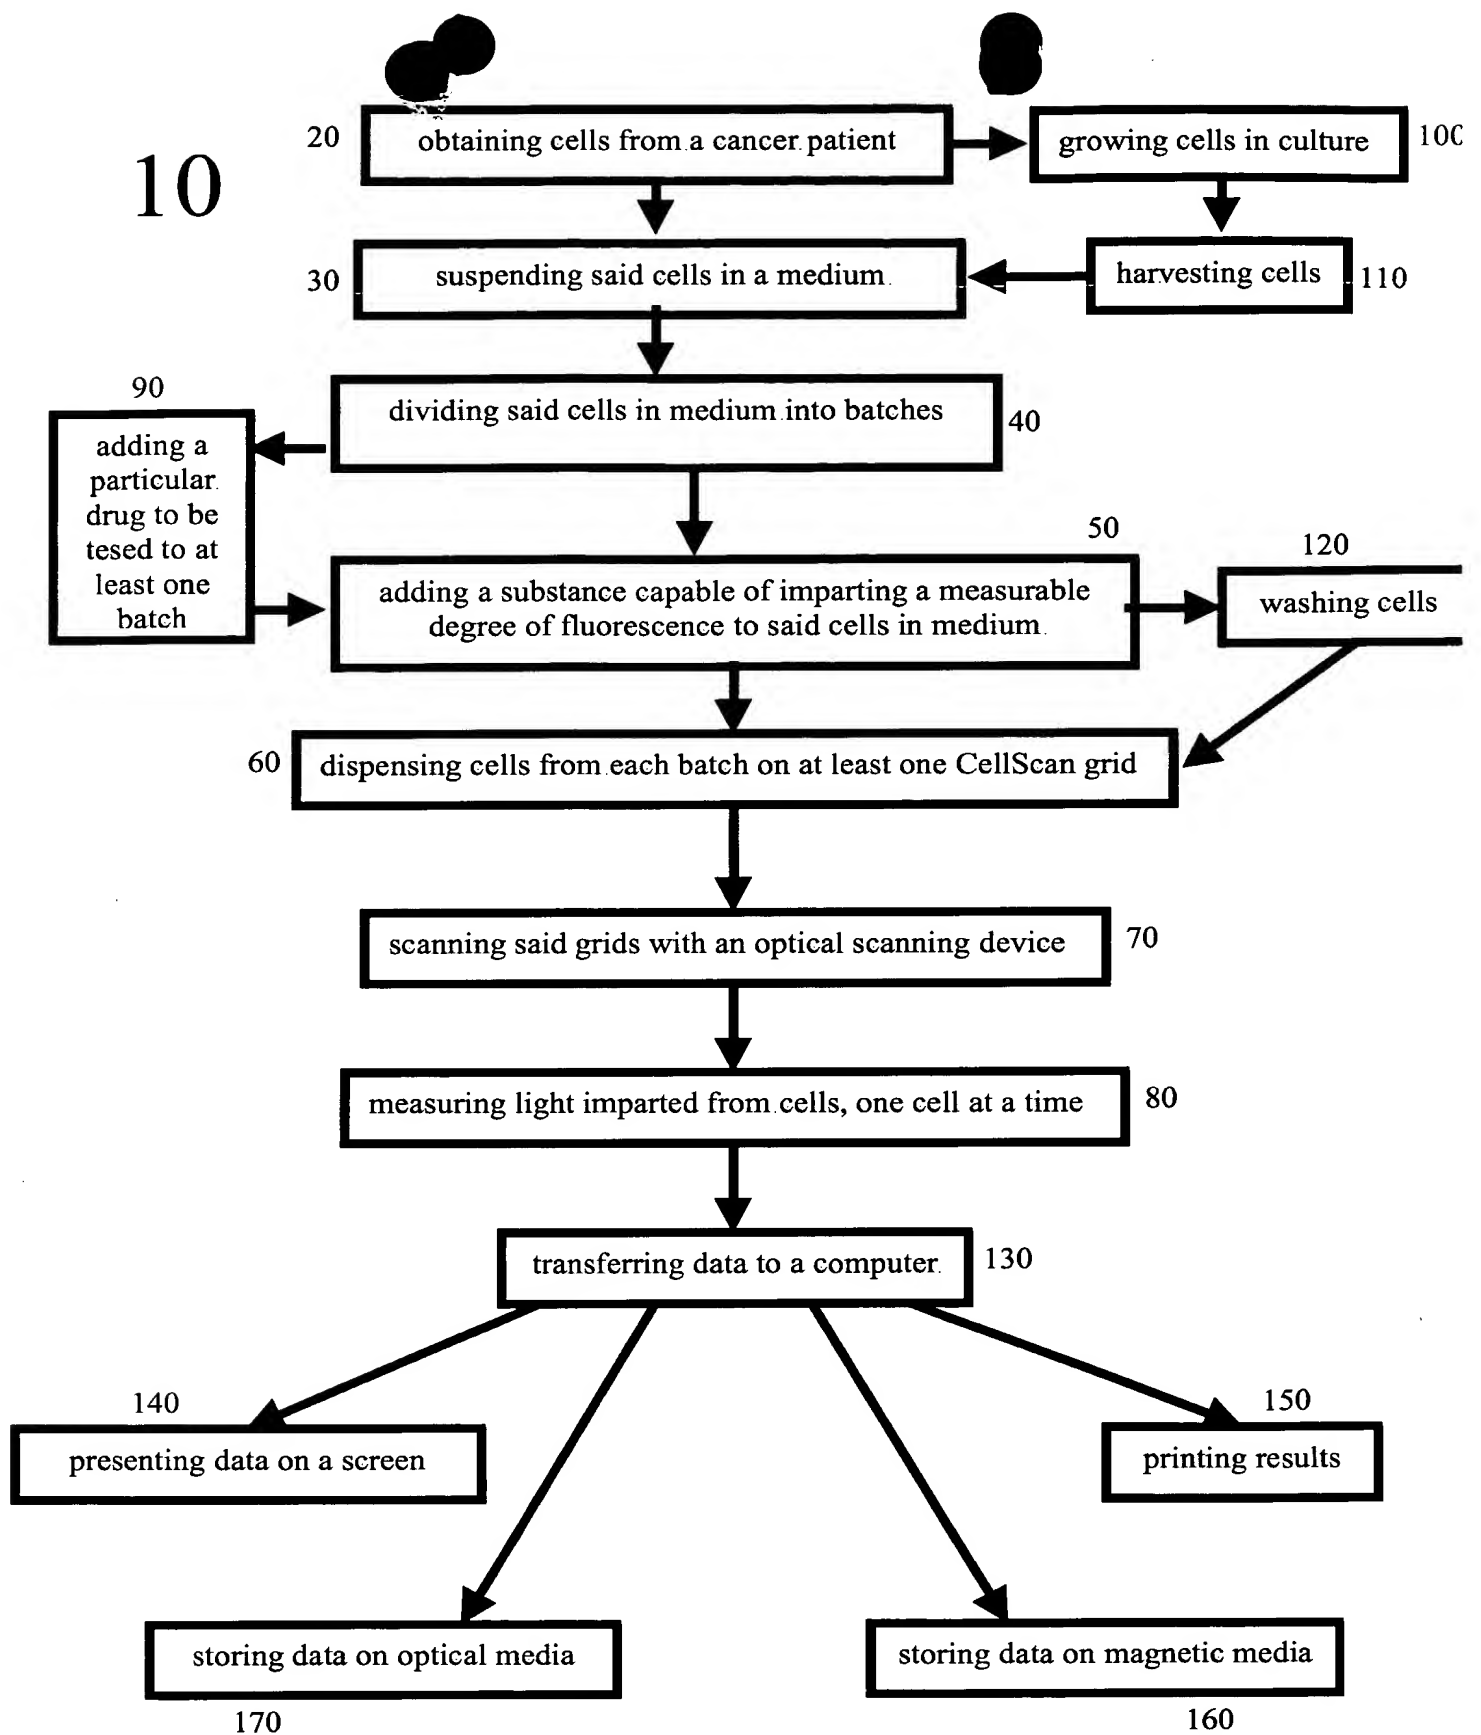 20
obtaining cells from a cancer patient
growing cells in culture
100
10
30
suspending said cells in a medium
harvesting cells
110
90
dividing said cells in medium into batches
40
adding a
particular
drug to be
tesed to at
least one
batch
50
adding a substance capable of imparting a measurable
degree of fluorescence to said cells in medium
120
washing cells
60
dispensing cells from each batch on at least one CellScan grid
scanning said grids with an optical scanning device
70
measuring light imparted from cells, one cell at a time
80
transferring data to a computer
130
140
presenting data on a screen
150
printing results
storing data on optical media
170
storing data on magnetic media
160